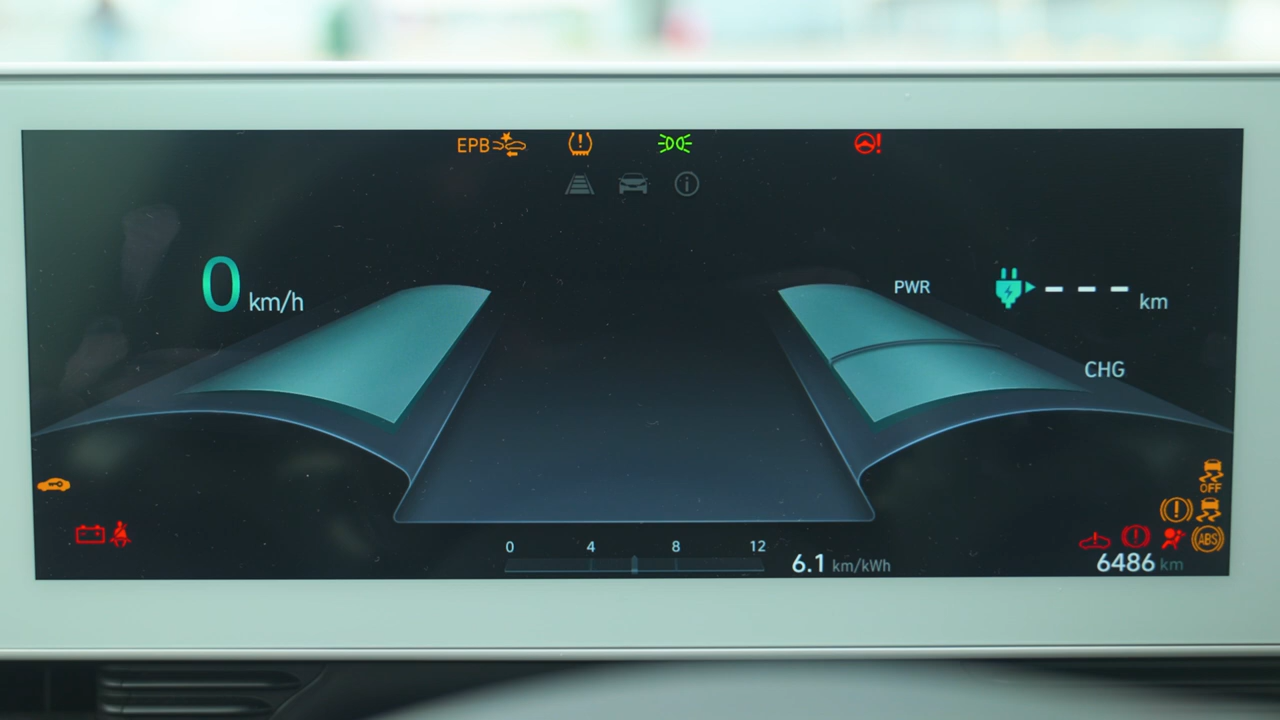 EPB
0 km/h
PWR
--- km
CHG
OFF
ABS
0 4 8 12
6.1 km/kWh
6486 km